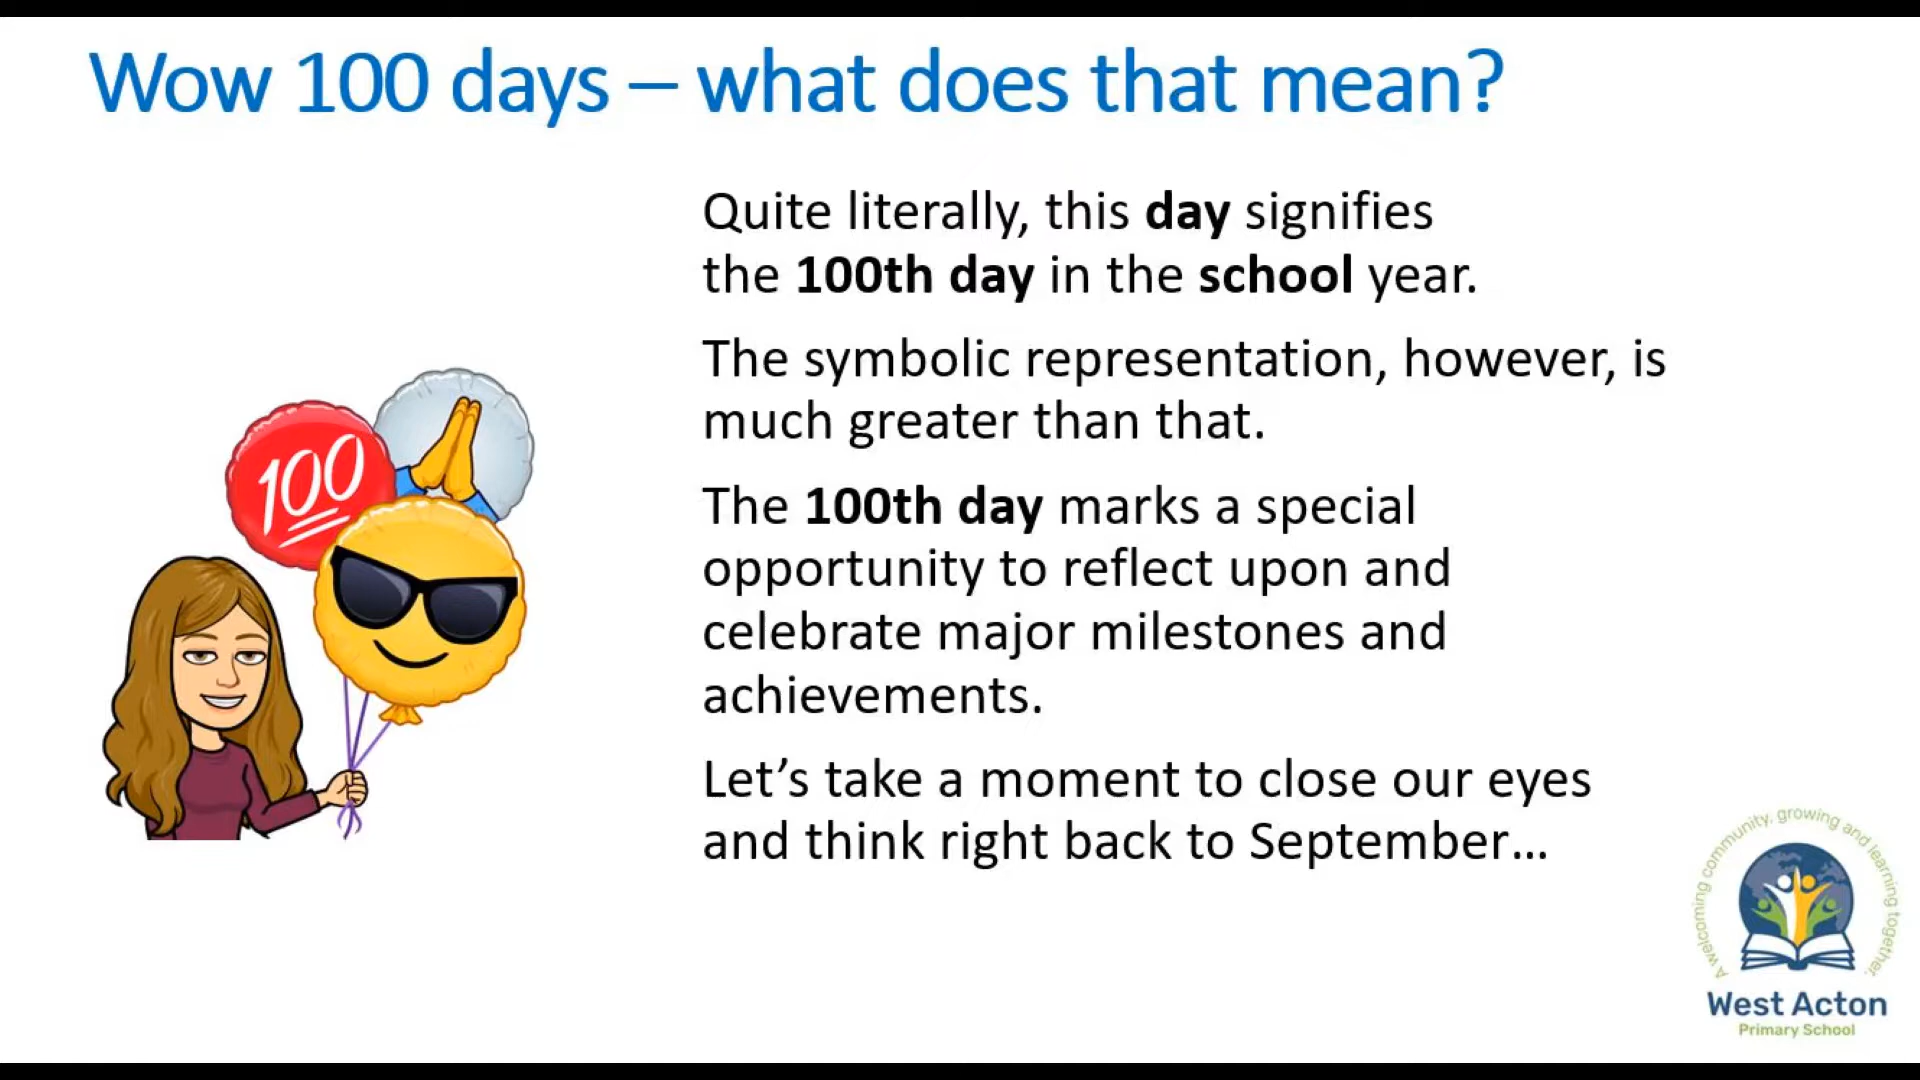 Wow 100 days – what does that mean?
Quite literally, this day signifies
the 100th day in the school year.
The symbolic representation, however, is
much greater than that.
The 100th day marks a special
opportunity to reflect upon and
celebrate major milestones and
achievements.
Let’s take a moment to close our eyes
and think right back to September…
100
A welcoming community, growing and learning together.
West Acton
Primary School